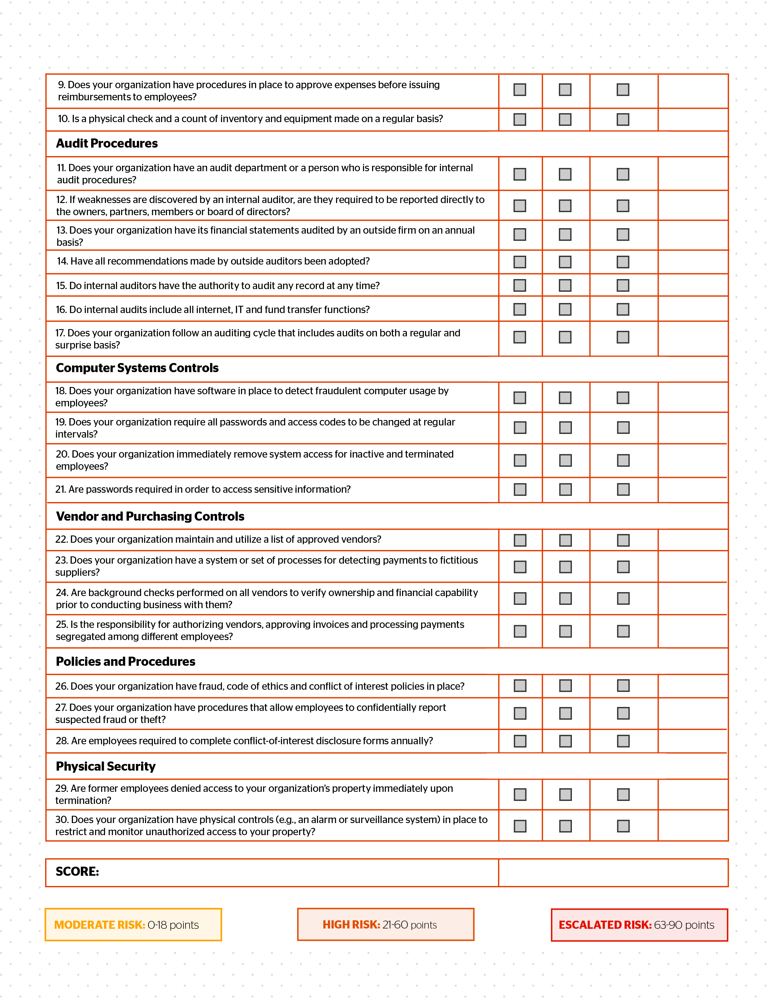 9. Does your organization have procedures in place to approve expenses before issuing
reimbursements to employees?
10. Is a physical check and a count of inventory and equipment made on a regular basis?
Audit Procedures
11. Does your organization have an audit department or a person who is responsible for internal
audit procedures?
12. If weaknesses are discovered by an internal auditor, are they required to be reported directly to
the owners, partners, members or board of directors?
13. Does your organization have its financial statements audited by an outside firm on an annual
basis?
14. Have all recommendations made by outside auditors been adopted?
15. Do internal auditors have the authority to audit any record at any time?
16. Do internal audits include all internet, IT and fund transfer functions?
17. Does your organization follow an auditing cycle that includes audits on both a regular and
surprise basis?
Computer Systems Controls
18. Does your organization have software in place to detect fraudulent computer usage by
employees?
19. Does your organization require all passwords and access codes to be changed at regular
intervals?
20. Does your organization immediately remove system access for inactive and terminated
employees?
21. Are passwords required in order to access sensitive information?
Vendor and Purchasing Controls
22. Does your organization maintain and utilize a list of approved vendors?
23. Does your organization have a system or set of processes for detecting payments to fictitious
suppliers?
24. Are background checks performed on all vendors to verify ownership and financial capability
prior to conducting business with them?
25. Is the responsibility for authorizing vendors, approving invoices and processing payments
segregated among different employees?
Policies and Procedures
26. Does your organization have fraud, code of ethics and conflict of interest policies in place?
27. Does your organization have procedures that allow employees to confidentially report
suspected fraud or theft?
28. Are employees required to complete conflict-of-interest disclosure forms annually?
Physical Security
29. Are former employees denied access to your organization’s property immediately upon
termination?
30. Does your organization have physical controls (e.g., an alarm or surveillance system) in place to
restrict and monitor unauthorized access to your property?
SCORE:
MODERATE RISK: 0-18 points
HIGH RISK: 21-60 points
ESCALATED RISK: 63-90 points